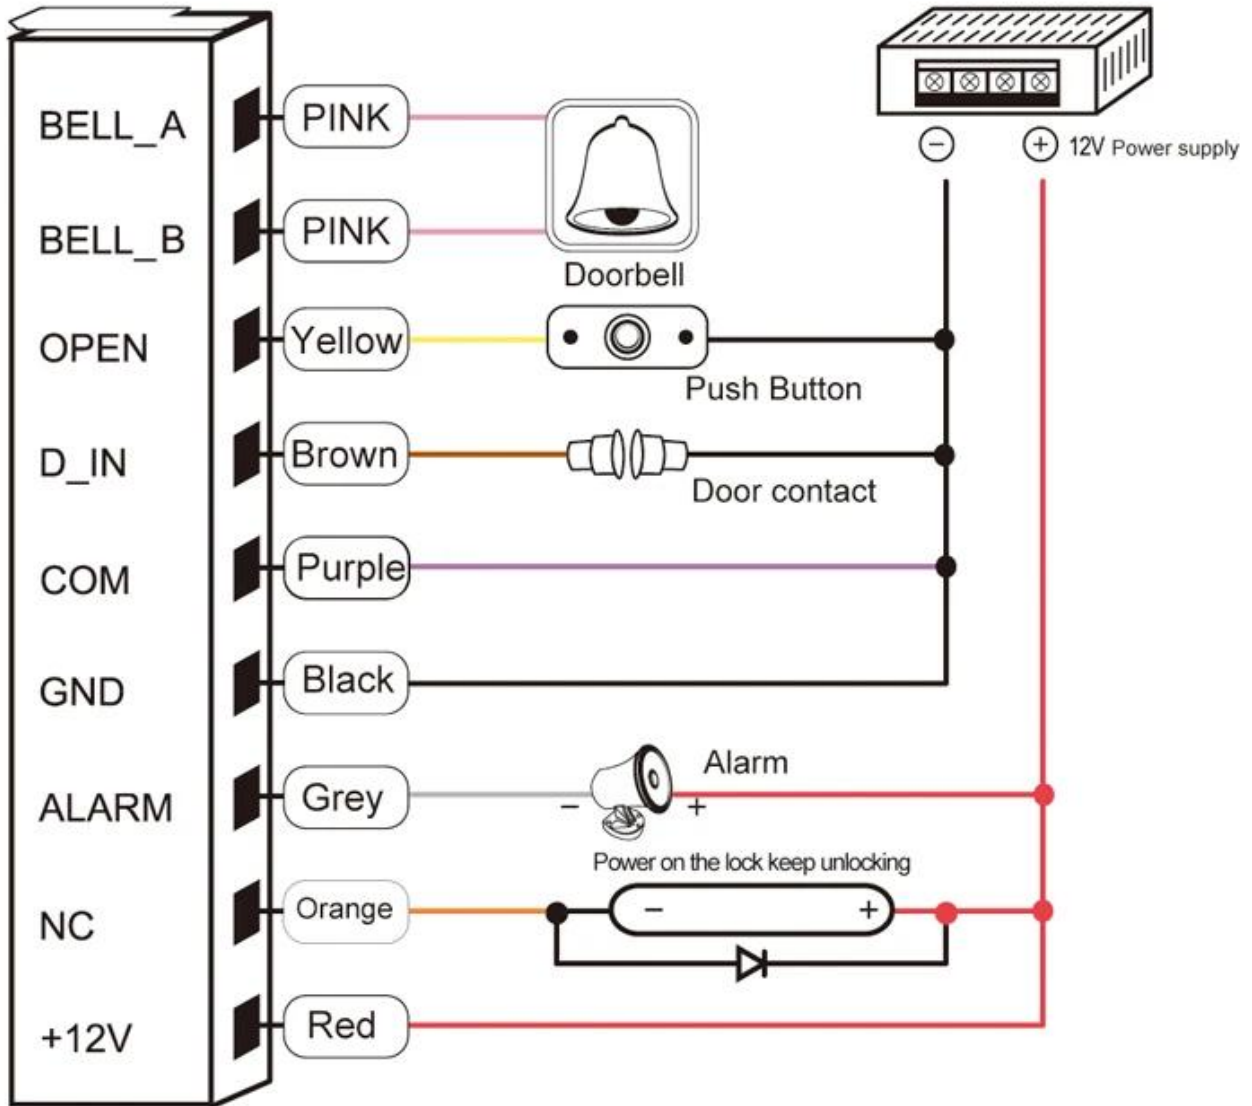 BELL_A
PINK
BELL_B
PINK
Doorbell
− + 12V Power supply
OPEN
Yellow
Push Button
D_IN
Brown
Door contact
COM
Purple
GND
Black
ALARM
Grey
− +
Alarm
Power on the lock keep unlocking
NC
Orange
− +
+12V
Red